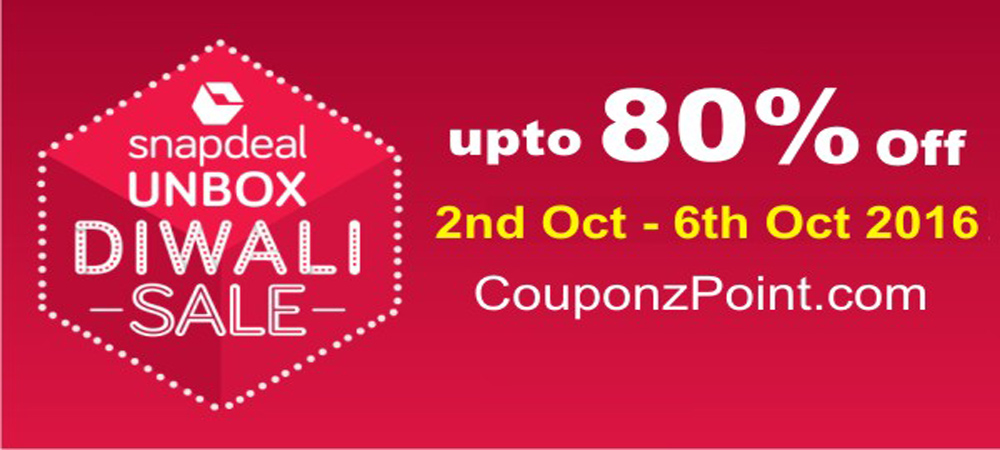 snapdeal
UNBOX
DIWALI
SALE
upto 80% Off
2nd Oct - 6th Oct 2016
CouponzPoint.com